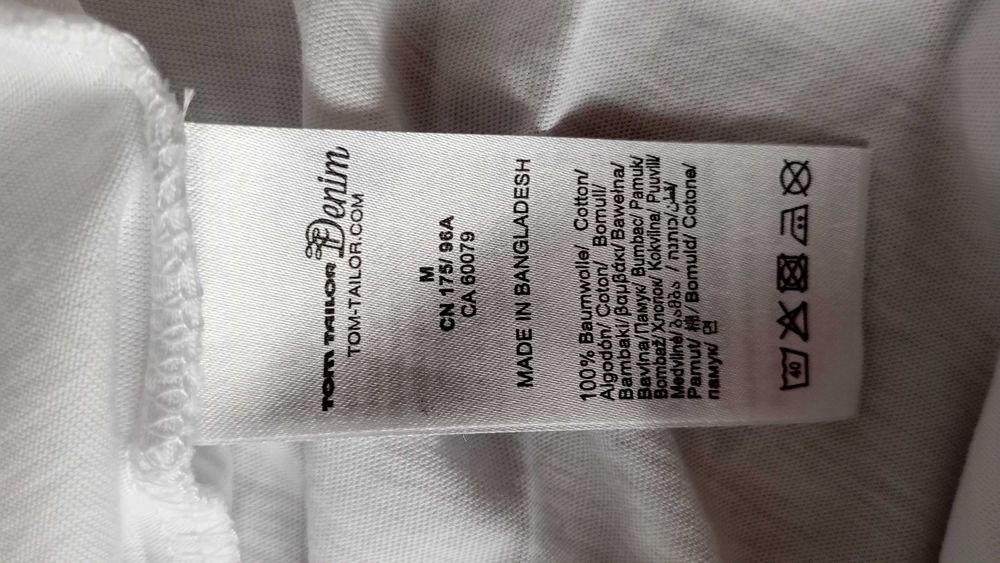 TOM TAILOR Denim
TOM-TAILOR.COM
M
CN 175/ 96A
CA 60079
MADE IN BANGLADESH
100% Baumwolle/ Cotton/
Algodón/ Coton/ Bomull/
Bambaki/ βαμβάκι/ Bawełna/
Bavlna/Памук/ Bumbac/ Pamuk/
Bombaž/Хлопок/ Kokvilna/ Puuvill/
Medvilnė/ ბამბა / כותנה/قطن/
Pamut/ 棉/ Bomuld/ Cotone/
памук/ 면
40